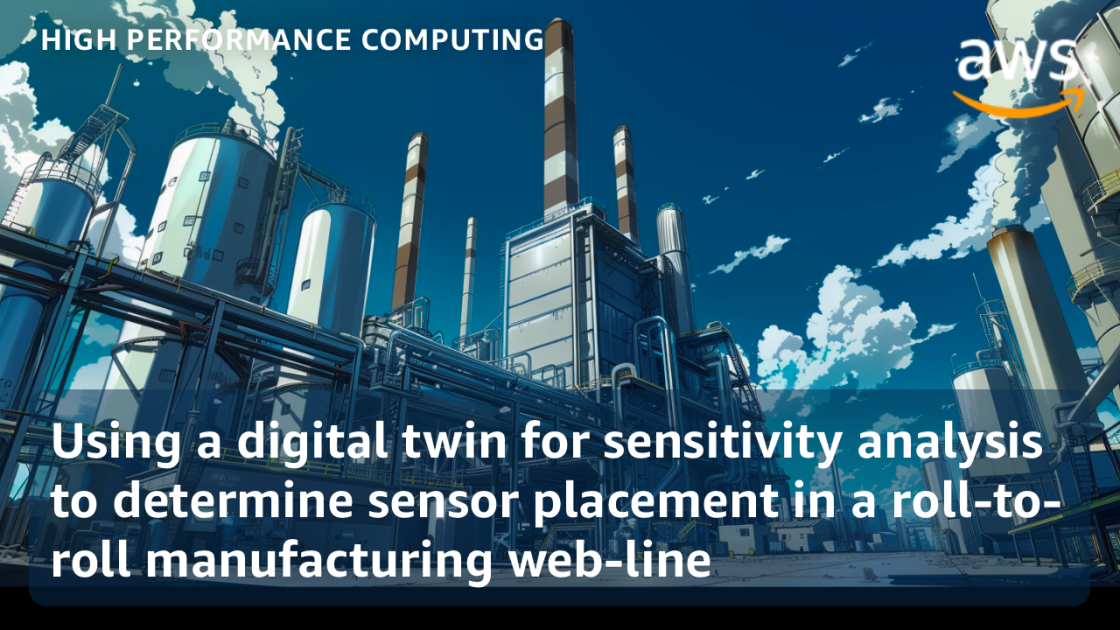 HIGH PERFORMANCE COMPUTING
aws
Using a digital twin for sensitivity analysis
to determine sensor placement in a roll-to-
roll manufacturing web-line